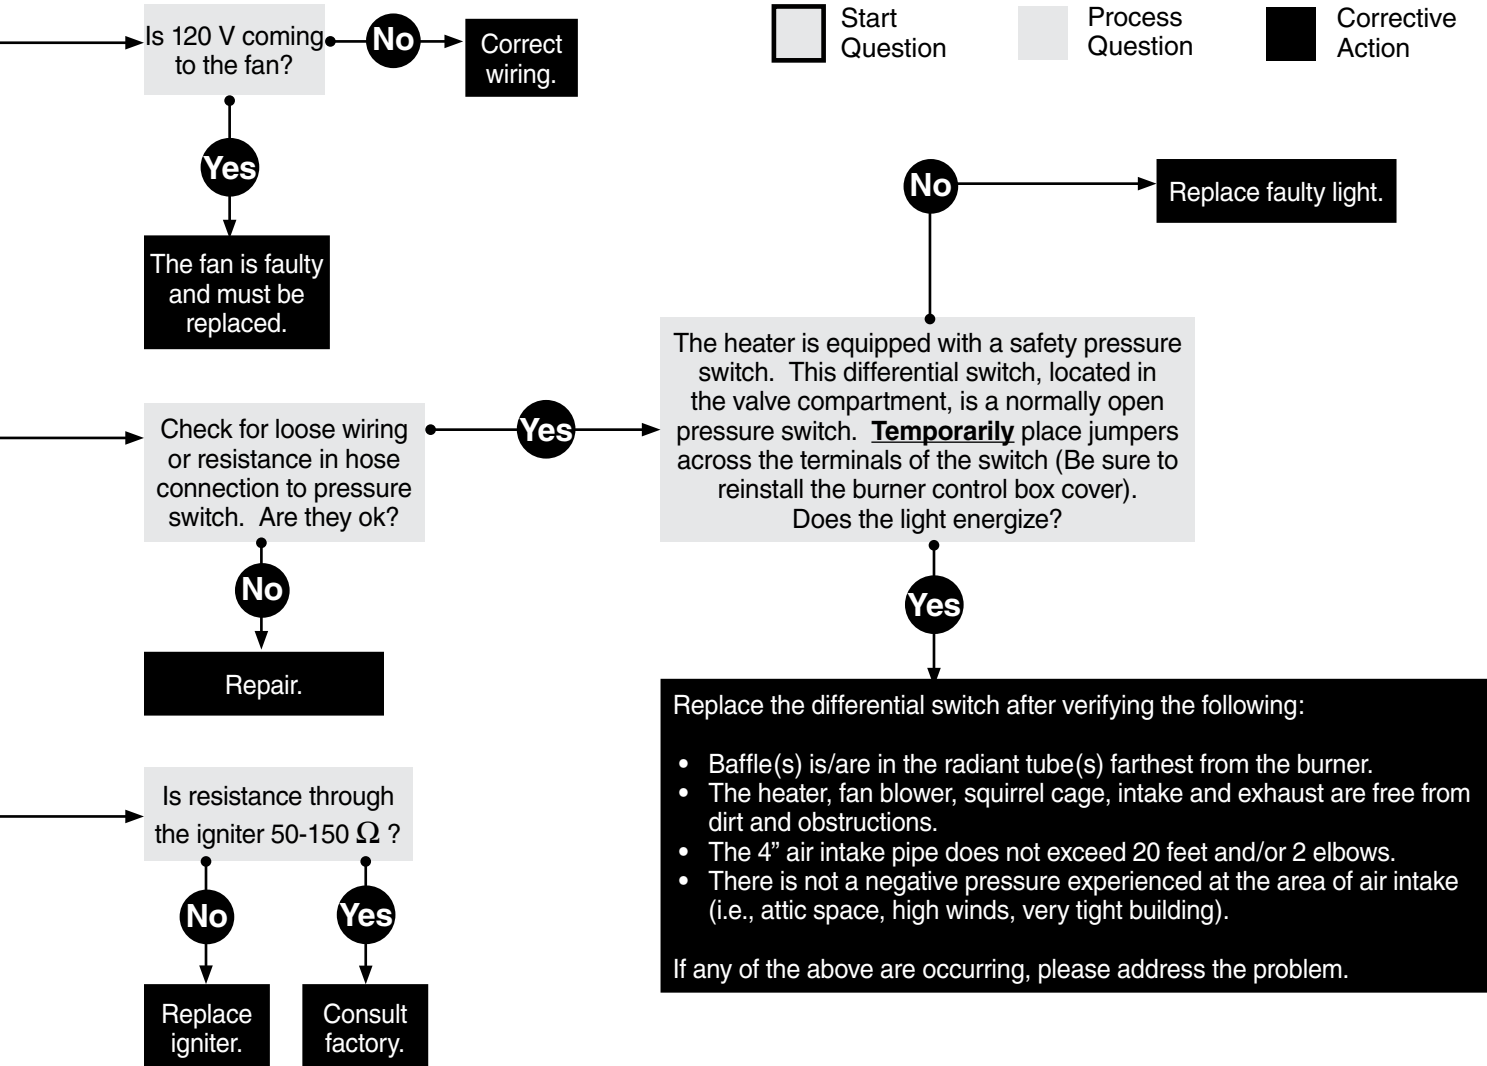 Is 120 V coming
to the fan?
No
Correct
wiring.
Start
Question
Process
Question
Corrective
Action
Yes
The fan is faulty
and must be
replaced.
No
Replace faulty light.
The heater is equipped with a safety pressure
switch.  This differential switch, located in
the valve compartment, is a normally open
pressure switch.  Temporarily place jumpers
across the terminals of the switch (Be sure to
reinstall the burner control box cover).
Does the light energize?
Check for loose wiring
or resistance in hose
connection to pressure
switch.  Are they ok?
Yes
No
Repair.
Yes
Replace the differential switch after verifying the following:
• Baffle(s) is/are in the radiant tube(s) farthest from the burner.
• The heater, fan blower, squirrel cage, intake and exhaust are free from
dirt and obstructions.
• The 4” air intake pipe does not exceed 20 feet and/or 2 elbows.
• There is not a negative pressure experienced at the area of air intake
(i.e., attic space, high winds, very tight building).
If any of the above are occurring, please address the problem.
Is resistance through
the igniter 50-150 Ω ?
No
Yes
Replace
igniter.
Consult
factory.